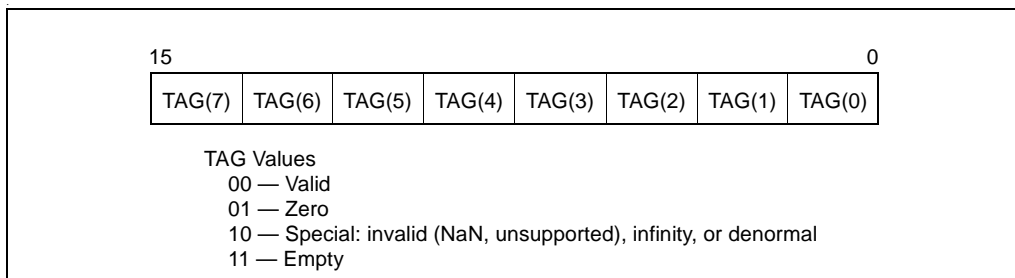 15 0
TAG(7) TAG(6) TAG(5) TAG(4) TAG(3) TAG(2) TAG(1) TAG(0)
TAG Values
00 — Valid
01 — Zero
10 — Special: invalid (NaN, unsupported), infinity, or denormal
11 — Empty